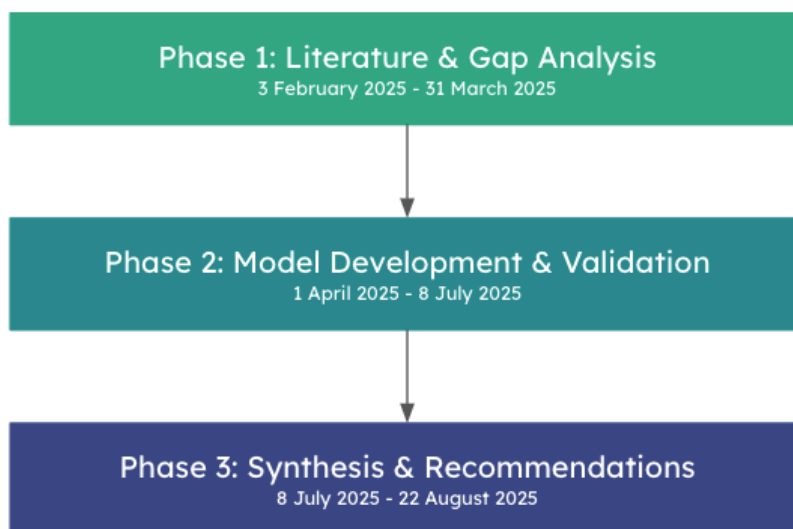 Phase 1: Literature & Gap Analysis
3 February 2025 - 31 March 2025
Phase 2: Model Development & Validation
1 April 2025 - 8 July 2025
Phase 3: Synthesis & Recommendations
8 July 2025 - 22 August 2025